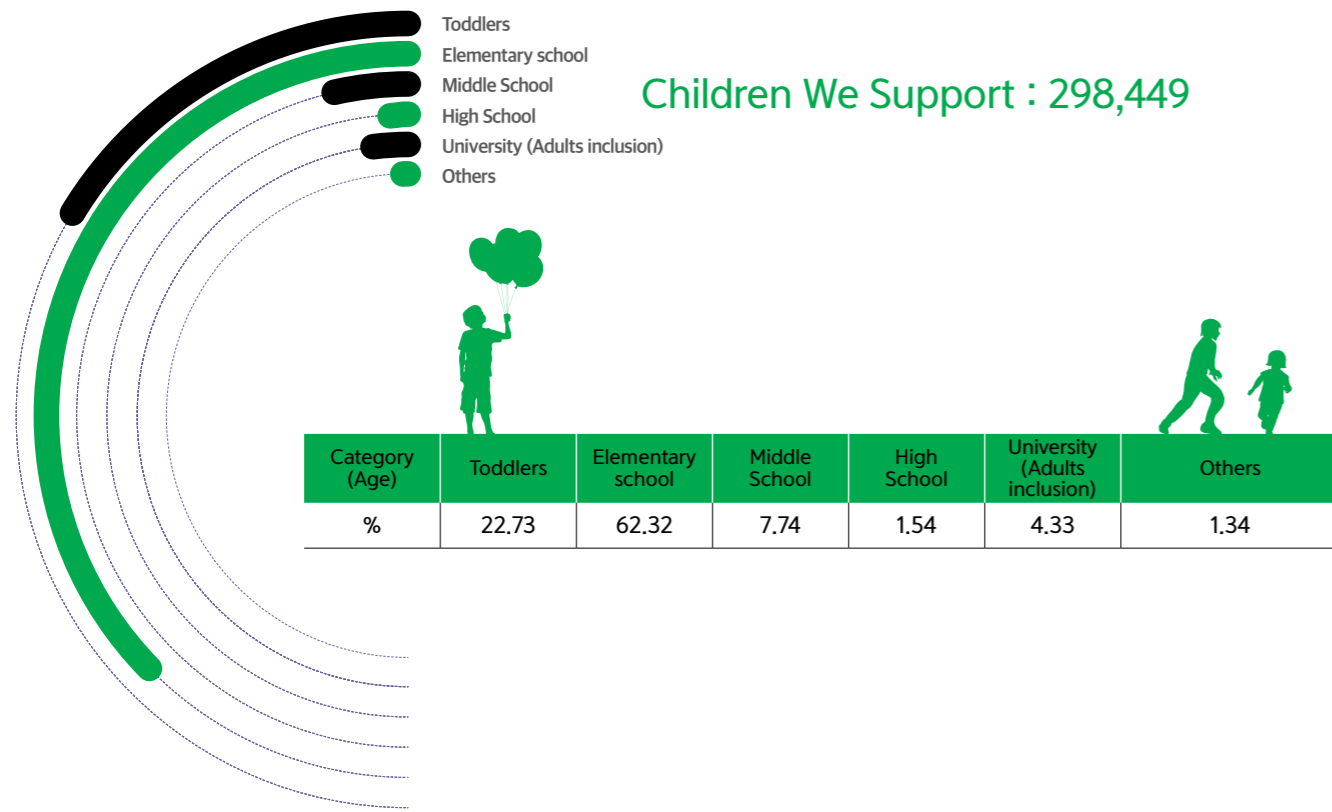 Toddlers
Elementary school
Middle School
High School
University (Adults inclusion)
Others
Children We Support : 298,449
Category
(Age)
Toddlers
Elementary
school
Middle
School
High
School
University
(Adults
inclusion)
Others
%
22.73
62.32
7.74
1.54
4.33
1.34